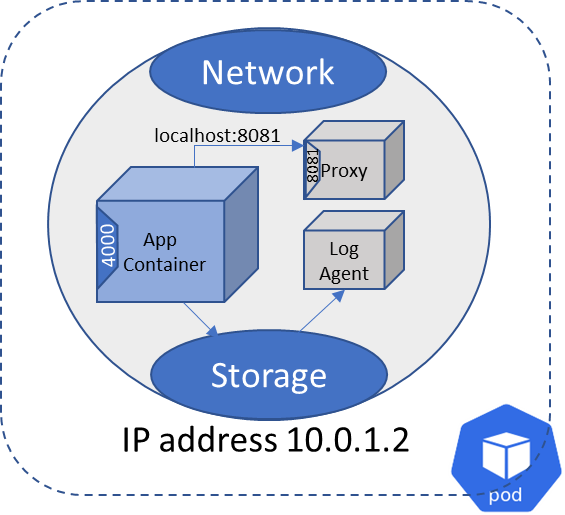 Network
localhost:8081
8081
Proxy
4000
App
Container
Log
Agent
Storage
IP address 10.0.1.2
pod